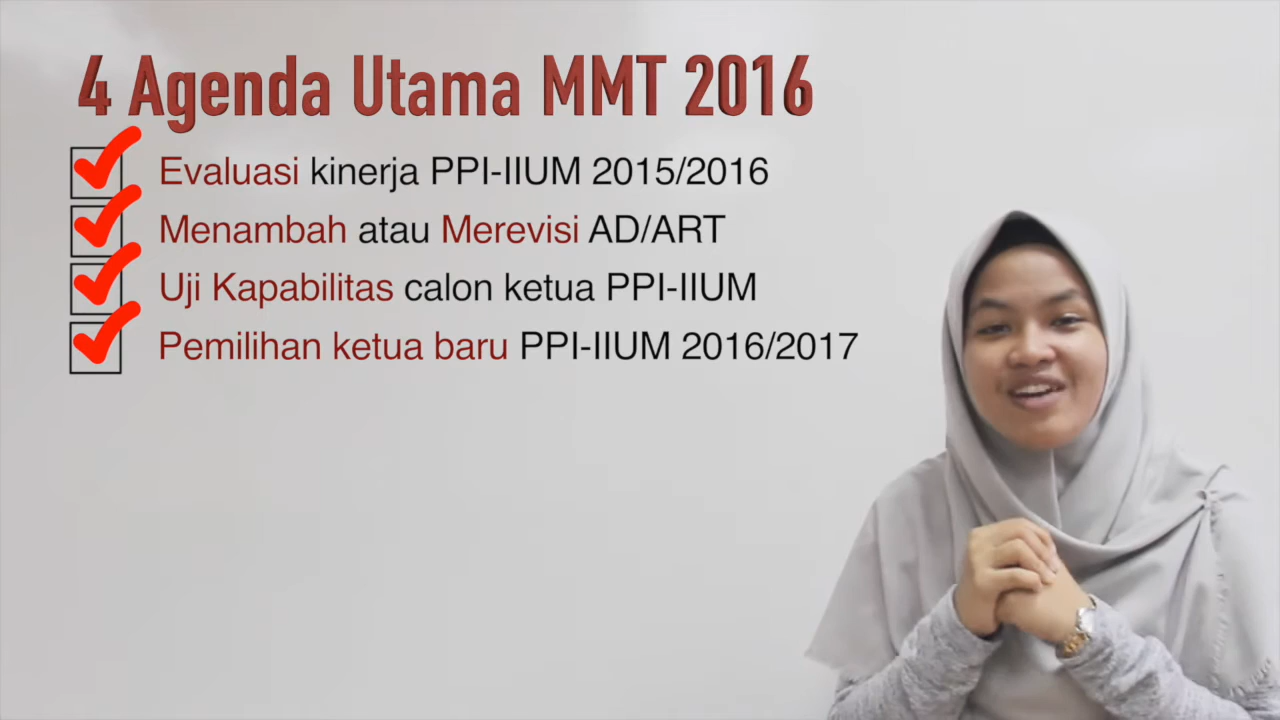 4 Agenda Utama MMT 2016
Evaluasi kinerja PPI-IIUM 2015/2016
Menambah atau Merevisi AD/ART
Uji Kapabilitas calon ketua PPI-IIUM
Pemilihan ketua baru PPI-IIUM 2016/2017